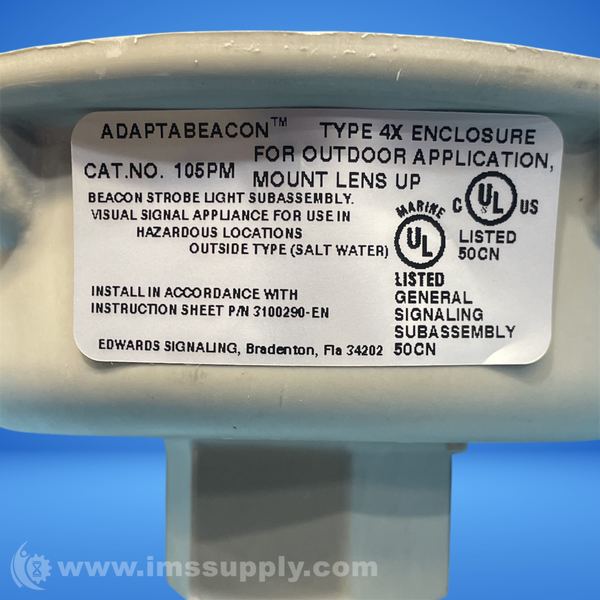 ADAPTABEACON™ TYPE 4X ENCLOSURE
FOR OUTDOOR APPLICATION,
CAT.NO. 105PM MOUNT LENS UP
BEACON STROBE LIGHT SUBASSEMBLY.
VISUAL SIGNAL APPLIANCE FOR USE IN
HAZARDOUS LOCATIONS
OUTSIDE TYPE (SALT WATER)
C UL US
LISTED
50CN
MARINE
UL
LISTED
GENERAL
SIGNALING
SUBASSEMBLY
50CN
INSTALL IN ACCORDANCE WITH
INSTRUCTION SHEET P/N 3100290-EN
EDWARDS SIGNALING, Bradenton, Fla 34202
www.imssupply.com